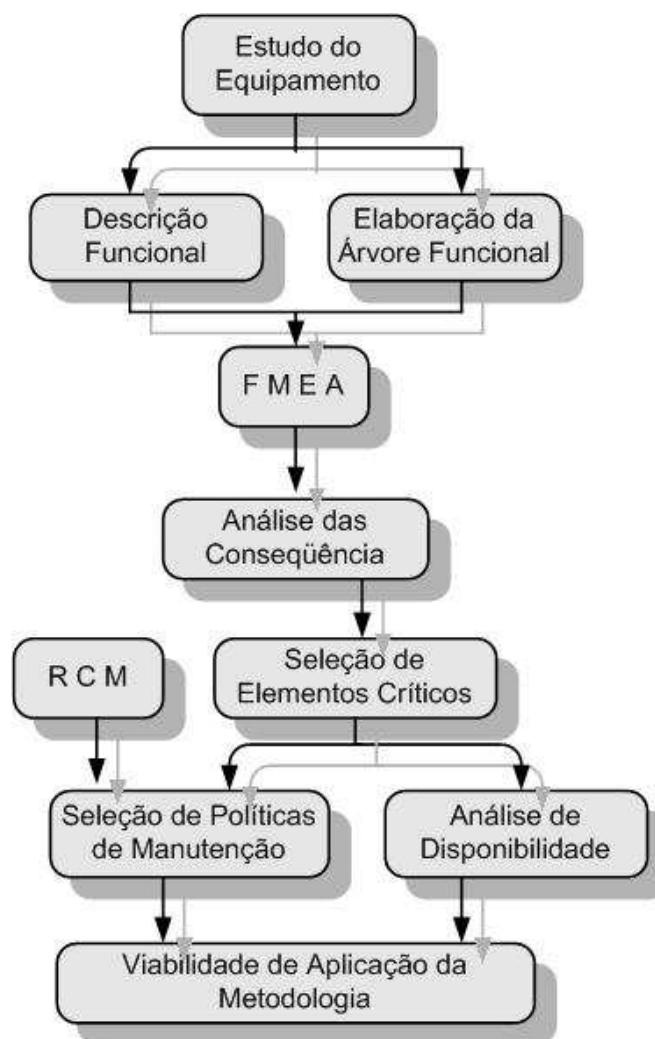 Estudo do
Equipamento
Descrição
Funcional
Elaboração da
Árvore Funcional
F M E A
Análise das
Conseqüência
R C M
Seleção de
Elementos Críticos
Seleção de Políticas
de Manutenção
Análise de
Disponibilidade
Viabilidade de Aplicação da
Metodologia